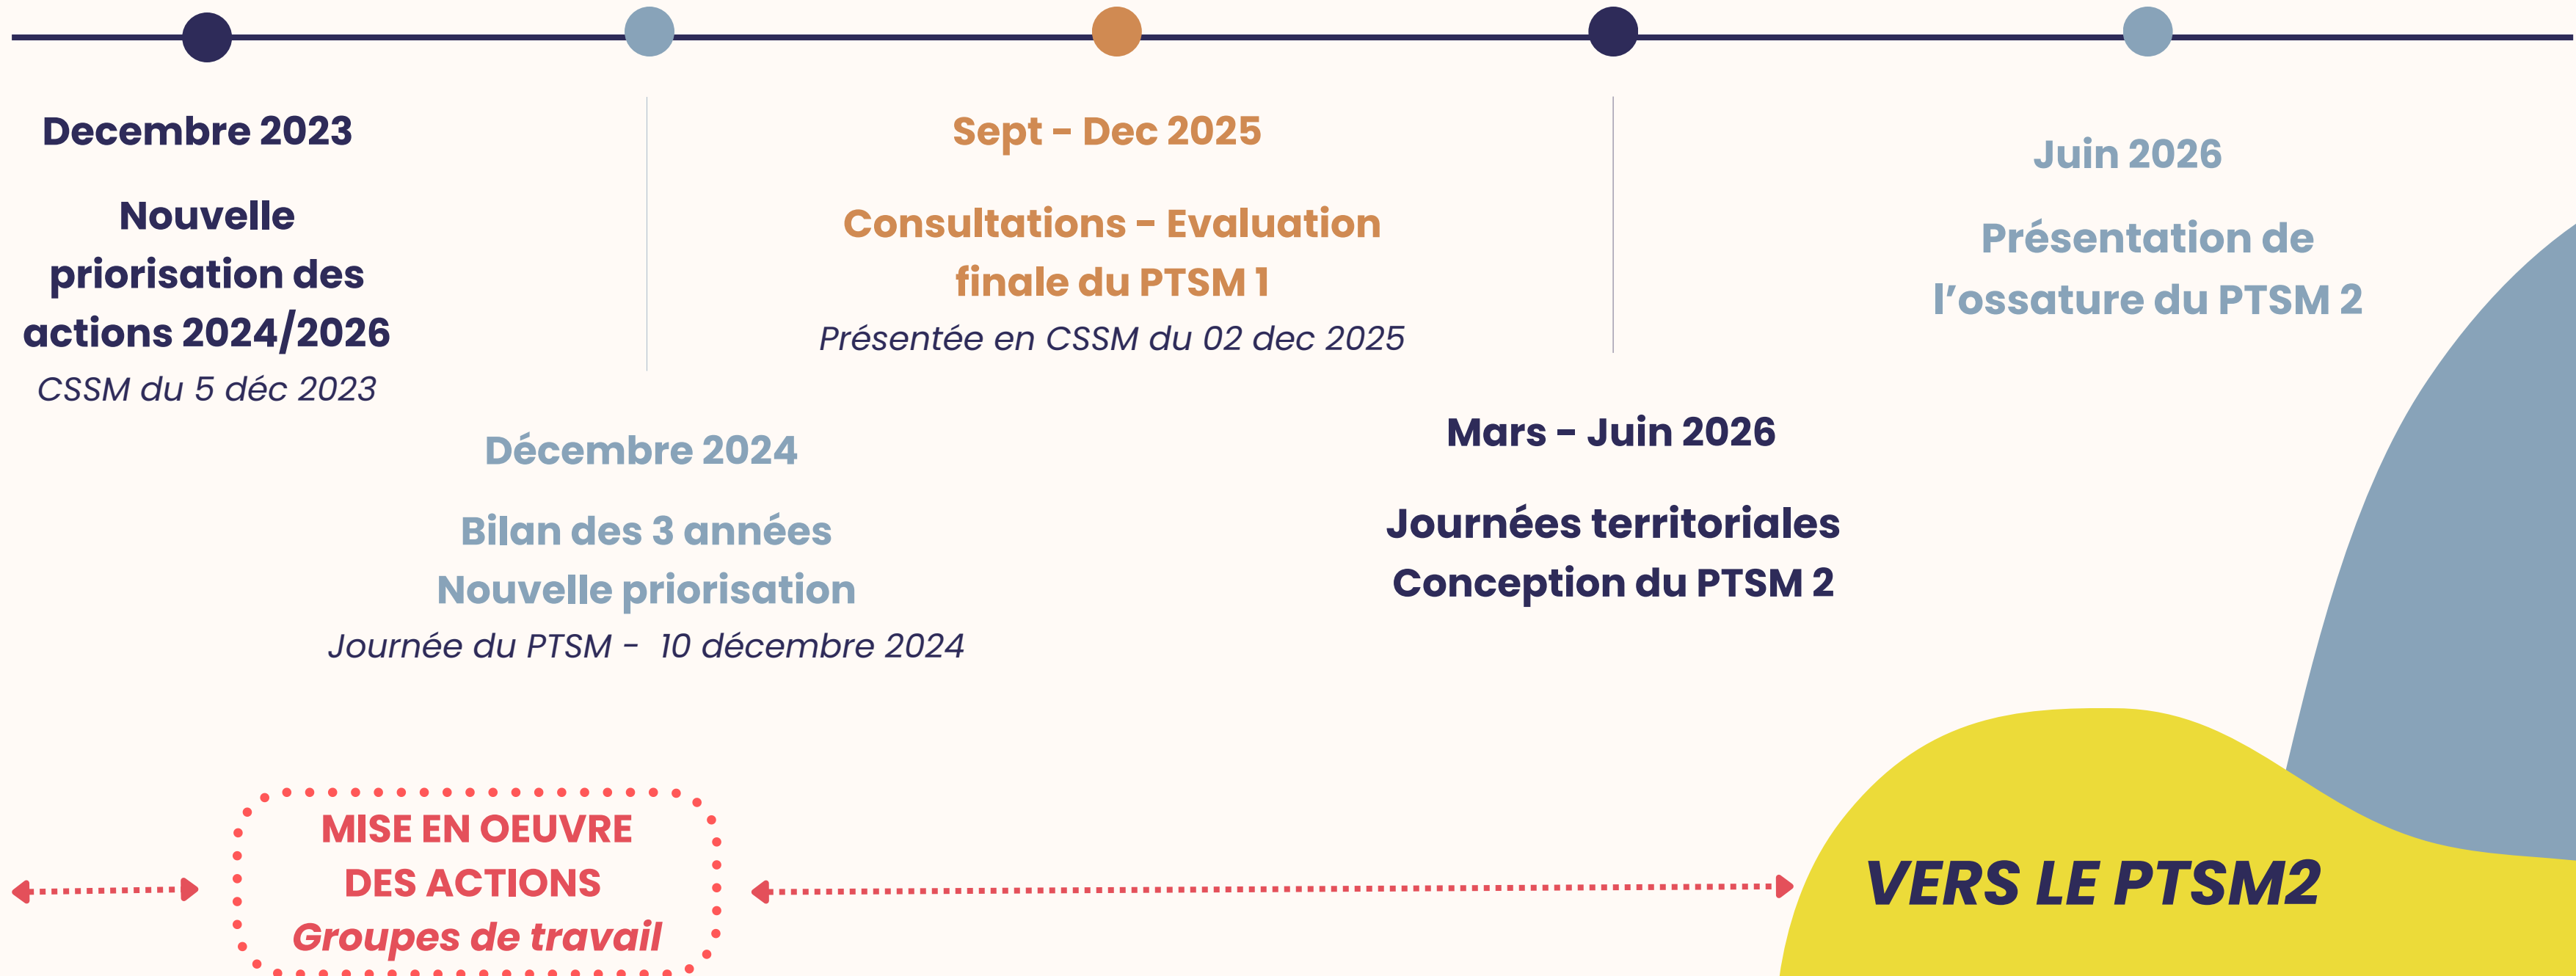 Decembre 2023
Nouvelle
priorisation des
actions 2024/2026
CSSM du 5 déc 2023
Décembre 2024
Bilan des 3 années
Nouvelle priorisation
Journée du PTSM - 10 décembre 2024
Sept - Dec 2025
Consultations - Evaluation
finale du PTSM 1
Présentée en CSSM du 02 dec 2025
Mars - Juin 2026
Journées territoriales
Conception du PTSM 2
Juin 2026
Présentation de
l’ossature du PTSM 2
MISE EN OEUVRE
DES ACTIONS
Groupes de travail
VERS LE PTSM2